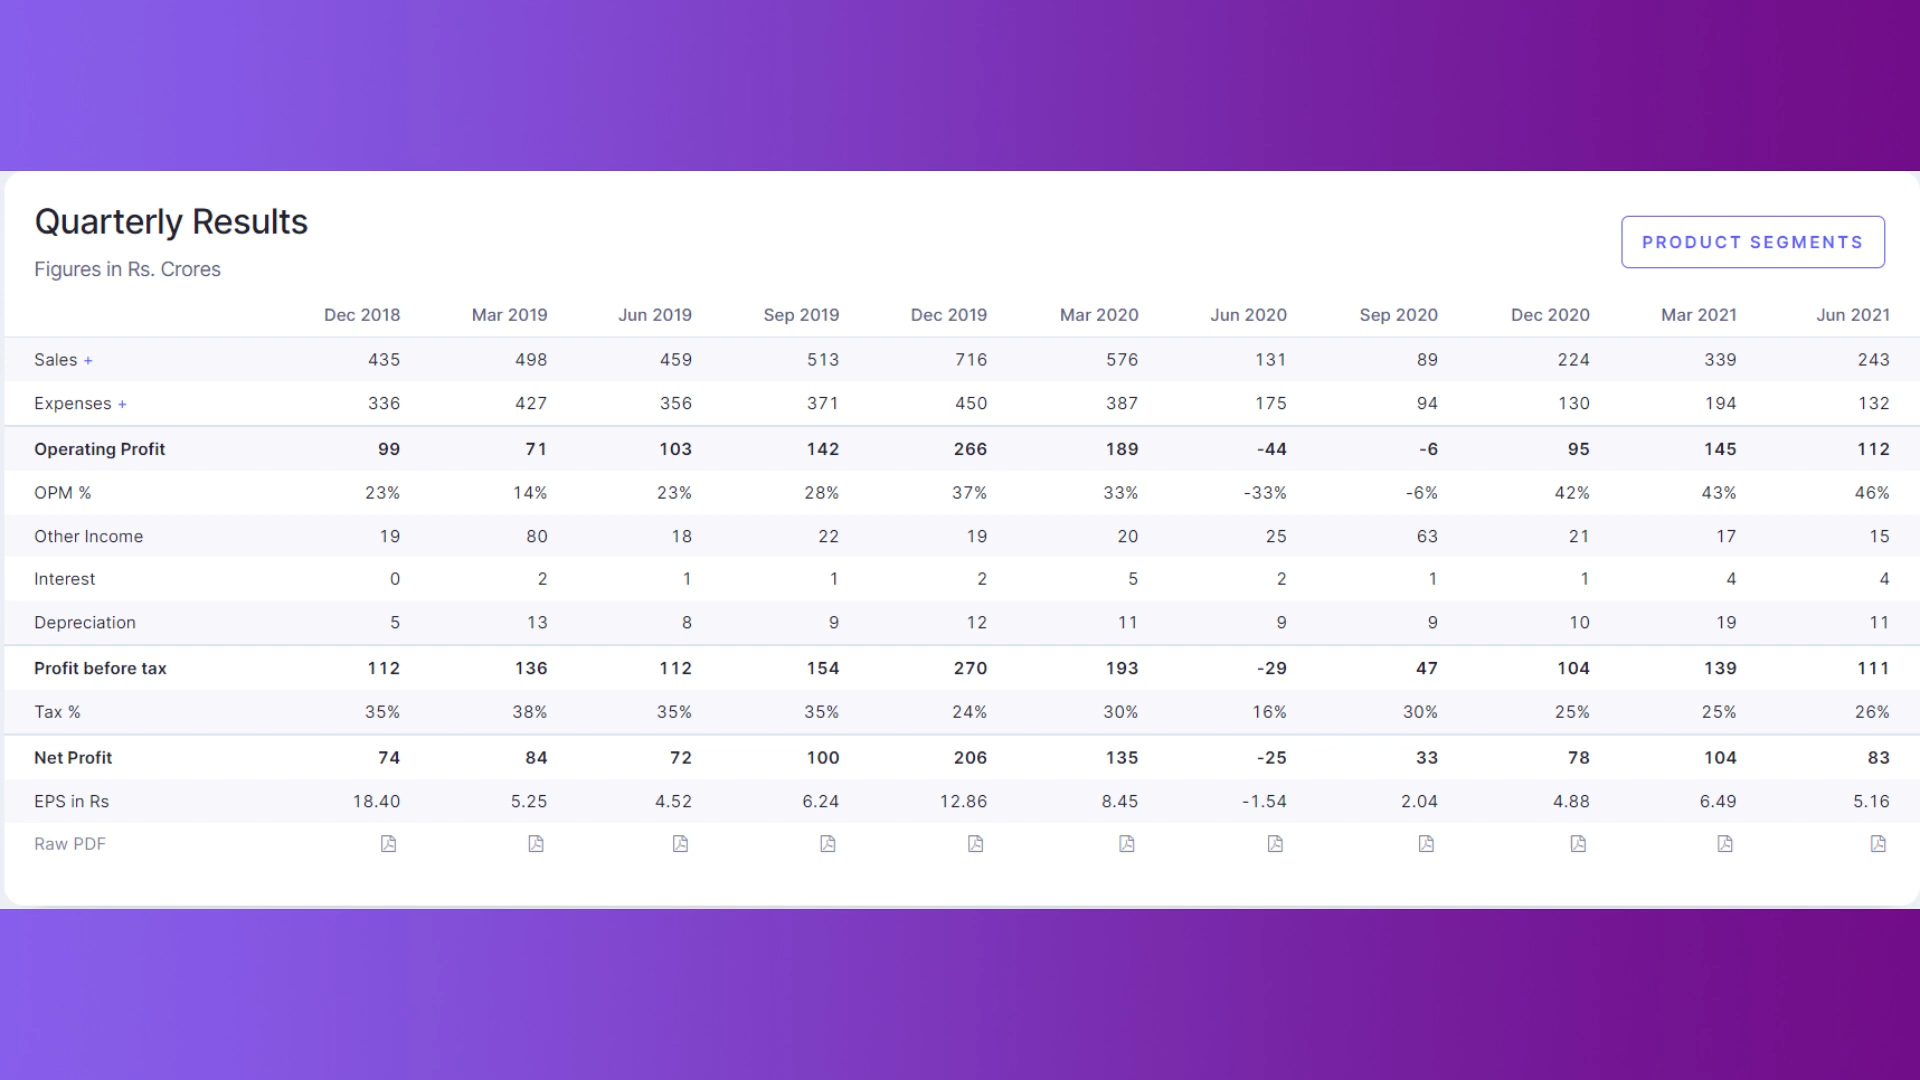 Quarterly Results
PRODUCT SEGMENTS
Figures in Rs. Crores
Dec 2018 Mar 2019 Jun 2019 Sep 2019 Dec 2019 Mar 2020 Jun 2020 Sep 2020 Dec 2020 Mar 2021 Jun 2021
Sales + 435 498 459 513 716 576 131 89 224 339 243
Expenses + 336 427 356 371 450 387 175 94 130 194 132
Operating Profit 99 71 103 142 266 189 -44 -6 95 145 112
OPM % 23% 14% 23% 28% 37% 33% -33% -6% 42% 43% 46%
Other Income 19 80 18 22 19 20 25 63 21 17 15
Interest 0 2 1 1 2 5 2 1 1 4 4
Depreciation 5 13 8 9 12 11 9 9 10 19 11
Profit before tax 112 136 112 154 270 193 -29 47 104 139 111
Tax % 35% 38% 35% 35% 24% 30% 16% 30% 25% 25% 26%
Net Profit 74 84 72 100 206 135 -25 33 78 104 83
EPS in Rs 18.40 5.25 4.52 6.24 12.86 8.45 -1.54 2.04 4.88 6.49 5.16
Raw PDF